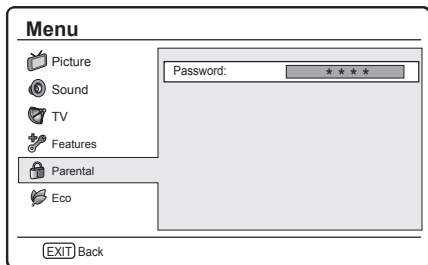 Menu
Picture
Sound
TV
Features
Parental
Eco
Password: * * * *
EXIT Back